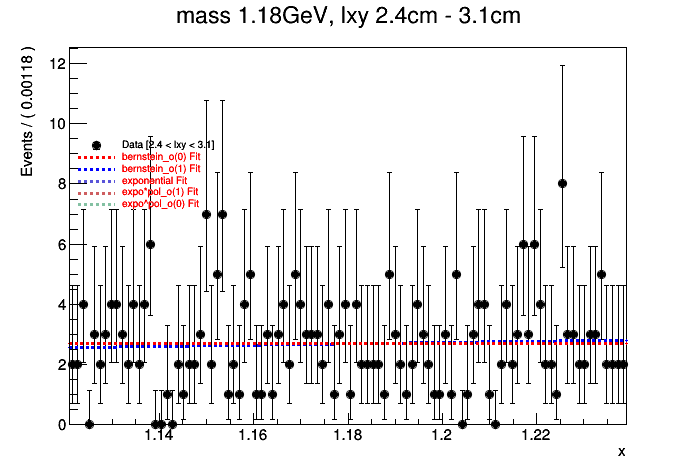 mass 1.18GeV, lxy 2.4cm - 3.1cm
Events / ( 0.00118 )
12
10
8
6
4
2
0
Data [2.4 < lxy < 3.1]
bernstein_o(0) Fit
bernstein_o(1) Fit
exponential Fit
expo*pol_o(1) Fit
expo*pol_o(0) Fit
1.14 1.16 1.18 1.2 1.22
x